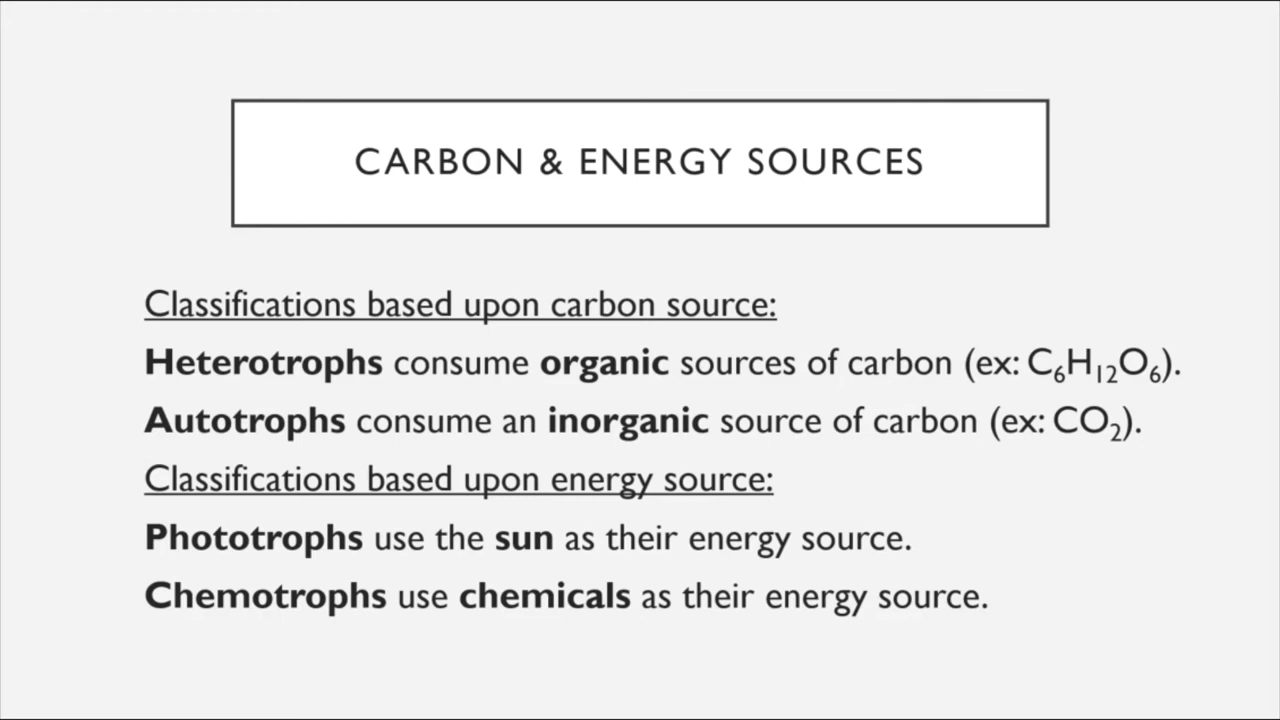 CARBON & ENERGY SOURCES
Classifications based upon carbon source:
Heterotrophs consume organic sources of carbon (ex: C₆H₁₂O₆).
Autotrophs consume an inorganic source of carbon (ex: CO₂).
Classifications based upon energy source:
Phototrophs use the sun as their energy source.
Chemotrophs use chemicals as their energy source.